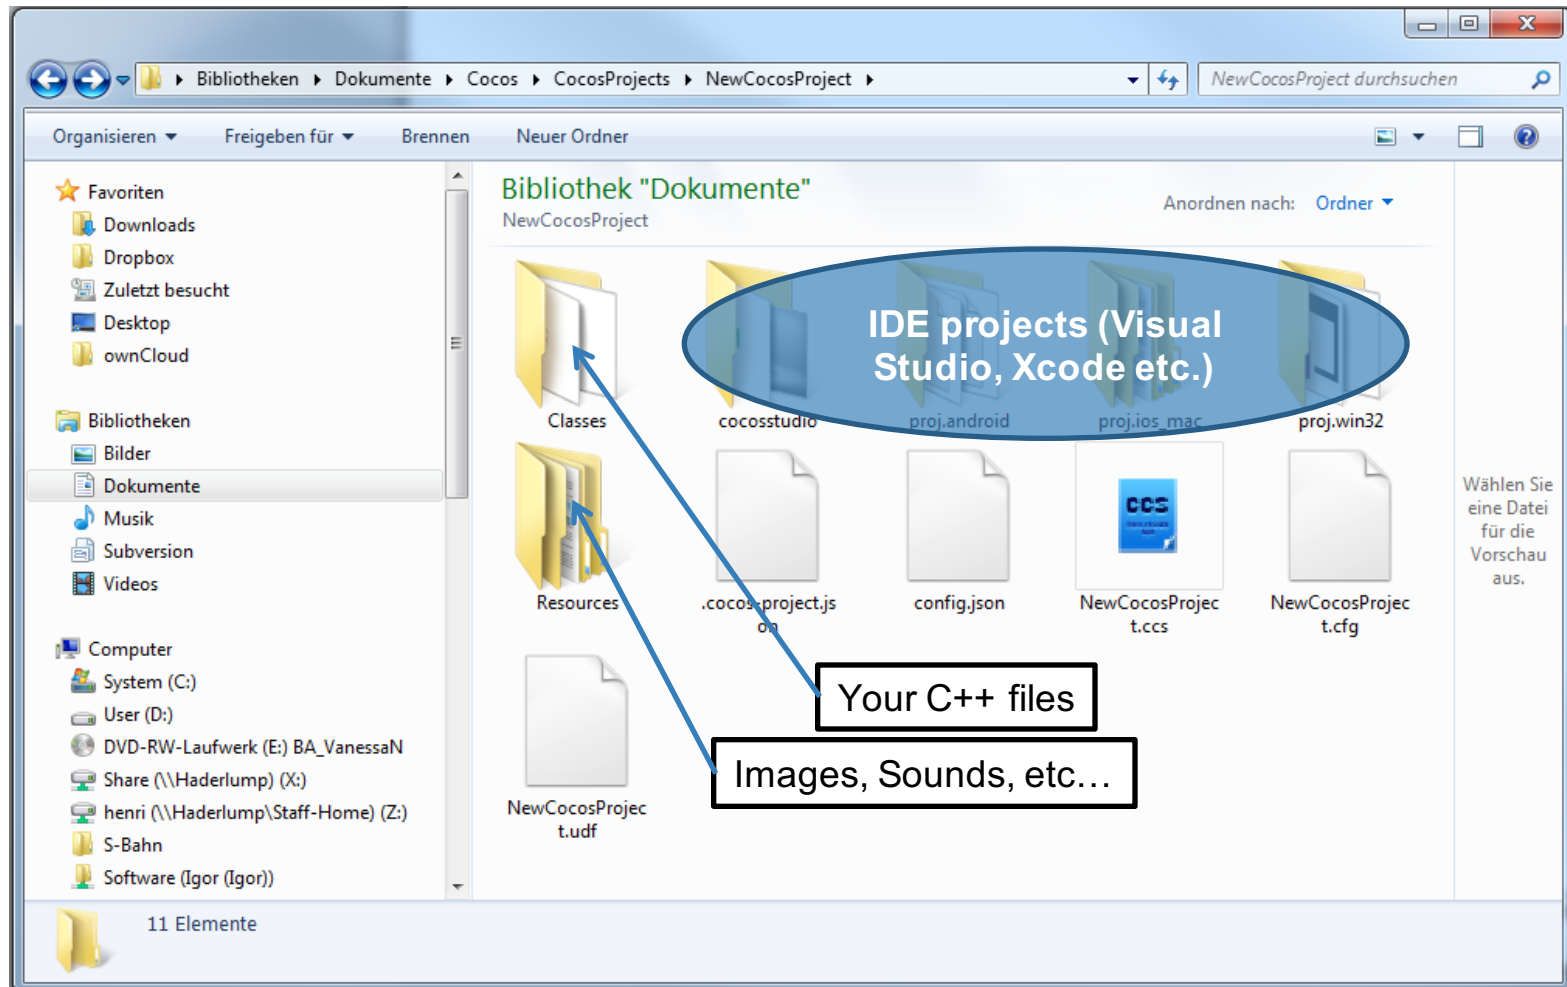 Bibliotheken Dokumente Cocos CocosProjects NewCocosProject
NewCocosProject durchsuchen
Organisieren Freigeben für Brennen Neuer Ordner
Favoriten
Downloads
Dropbox
Zuletzt besucht
Desktop
ownCloud
Bibliotheken
Bilder
Dokumente
Musik
Subversion
Videos
Computer
System (C:)
User (D:)
DVD-RW-Laufwerk (E:) BA_VanessaN
Share (\\Haderlump) (X:)
henri (\\Haderlump\Staff-Home) (Z:)
S-Bahn
Software (Igor (Igor))
Bibliothek "Dokumente"
NewCocosProject
Anordnen nach: Ordner
IDE projects (Visual
Studio, Xcode etc.)
Classes
cocosstudio
proj.android
proj.ios_mac
proj.win32
Resources
.cocos-project.js
on
config.json
CCS
NewCocosProjec
t.ccs
NewCocosProjec
t.cfg
NewCocosProjec
t.udf
Your C++ files
Images, Sounds, etc…
Wählen Sie
eine Datei
für die
Vorschau
aus.
11 Elemente